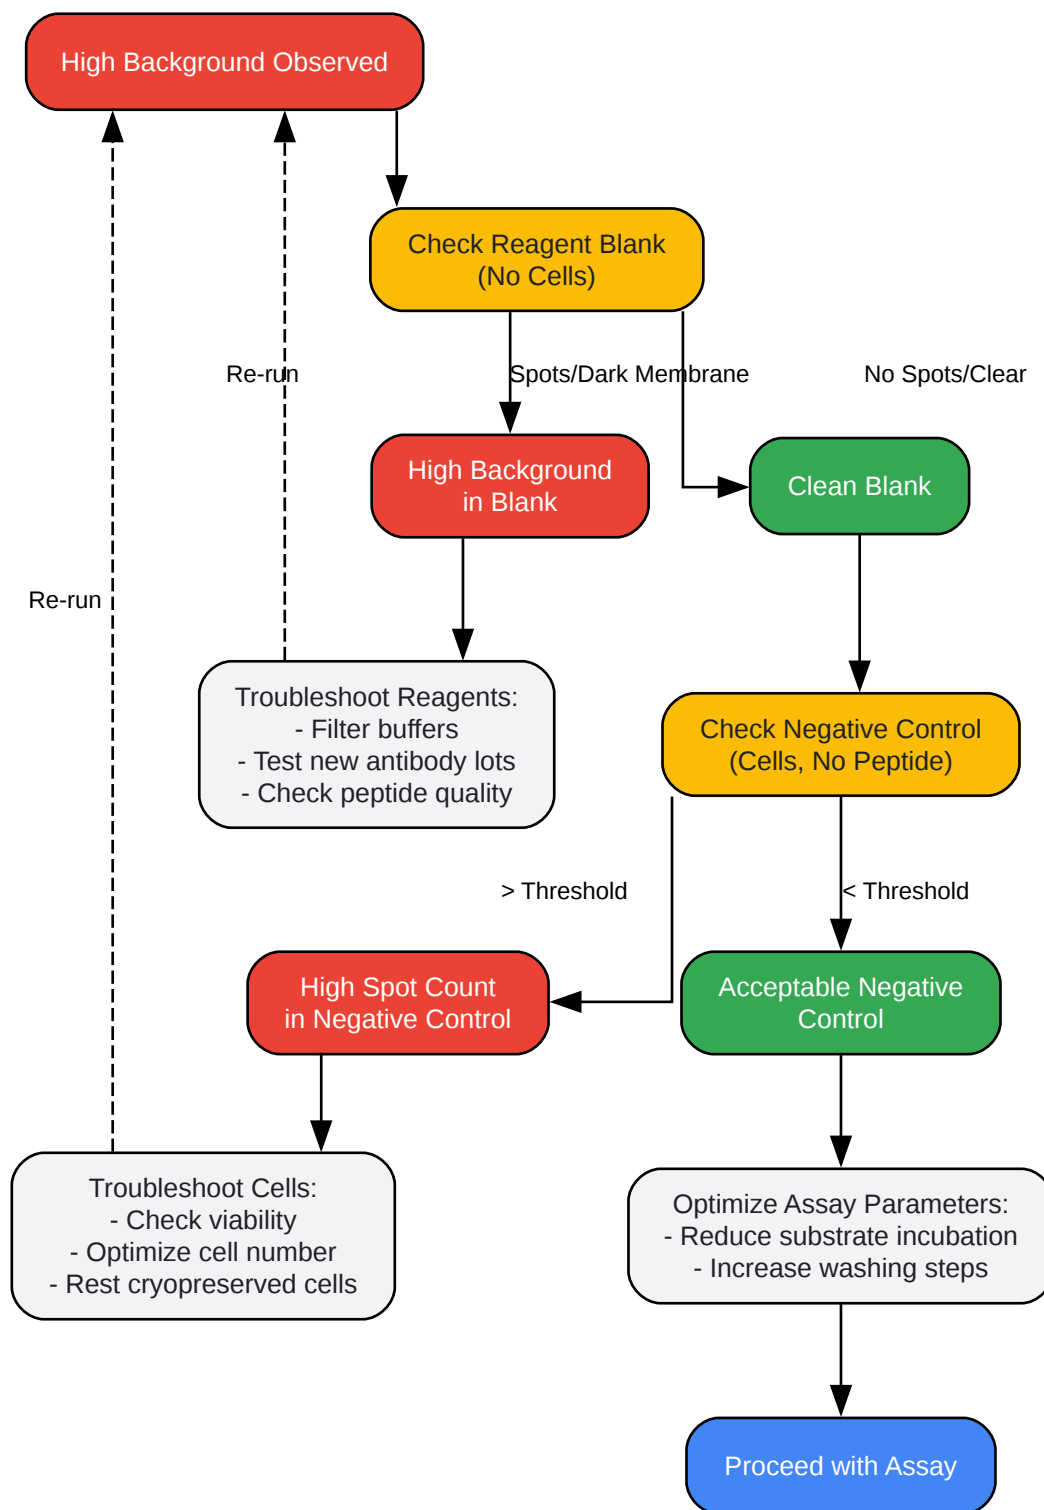 High Background Observed
Check Reagent Blank
(No Cells)
Re-run
Spots/Dark Membrane
No Spots/Clear
High Background
in Blank
Clean Blank
Re-run
Troubleshoot Reagents:
- Filter buffers
- Test new antibody lots
- Check peptide quality
Check Negative Control
(Cells, No Peptide)
> Threshold
< Threshold
High Spot Count
in Negative Control
Acceptable Negative
Control
Troubleshoot Cells:
- Check viability
- Optimize cell number
- Rest cryopreserved cells
Optimize Assay Parameters:
- Reduce substrate incubation
- Increase washing steps
Proceed with Assay